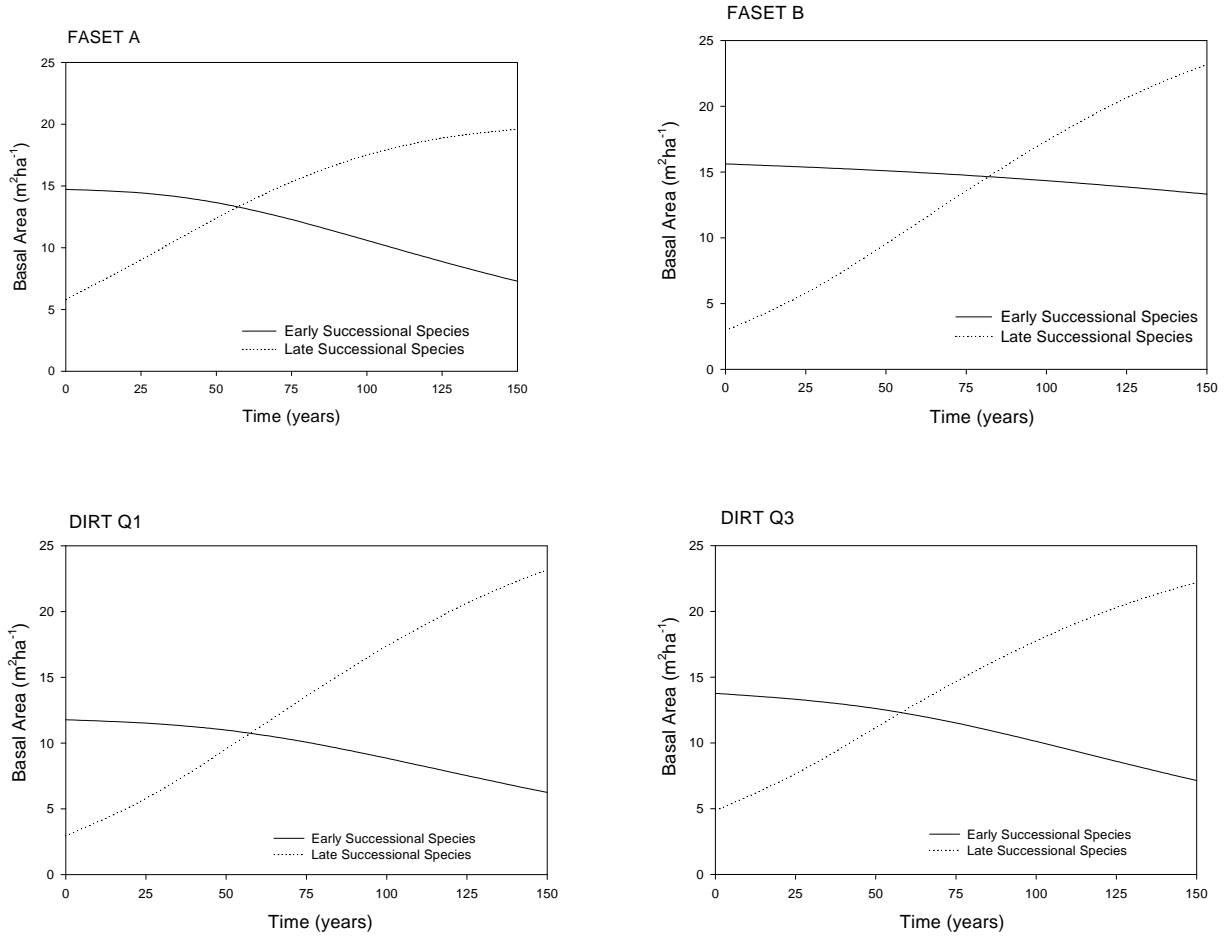 FASET A
25
20
15
10
5
0
Basal Area (m²ha⁻¹)
Early Successional Species
Late Successional Species
0 25 50 75 100 125 150
Time (years)
FASET B
25
20
15
10
5
0
Basal Area (m²ha⁻¹)
Early Successional Species
Late Successional Species
0 25 50 75 100 125 150
Time (years)
DIRT Q1
25
20
15
10
5
0
Basal Area (m²ha⁻¹)
Early Successional Species
Late Successional Species
0 25 50 75 100 125 150
Time (years)
DIRT Q3
25
20
15
10
5
0
Basal Area (m²ha⁻¹)
Early Successional Species
Late Successional Species
0 25 50 75 100 125 150
Time (years)